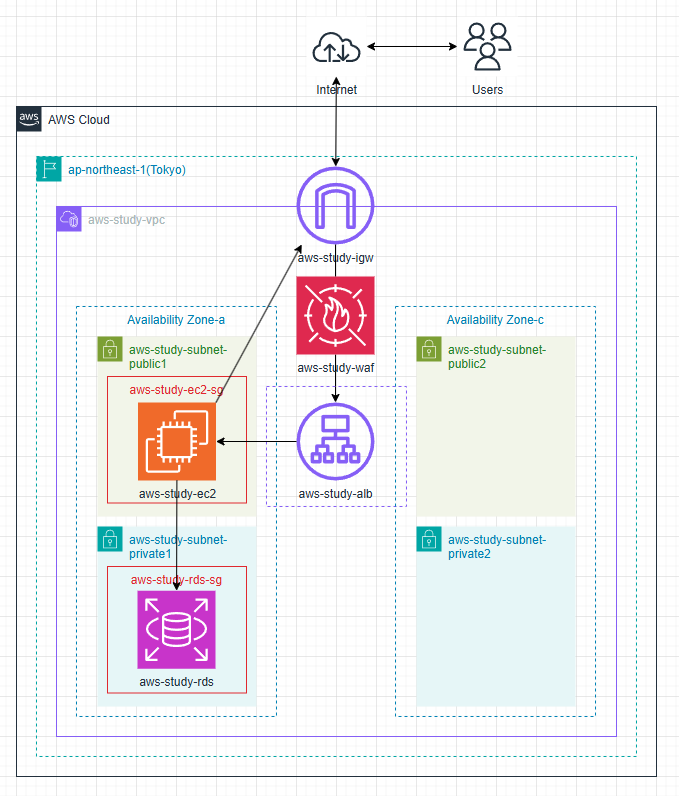 Internet
Users
aws
AWS Cloud
ap-northeast-1(Tokyo)
aws-study-vpc
aws-study-igw
aws-study-waf
Availability Zone-a
aws-study-subnet-
public1
aws-study-ec2-sg
aws-study-ec2
aws-study-alb
aws-study-subnet-
private1
aws-study-rds-sg
aws-study-rds
Availability Zone-c
aws-study-subnet-
public2
aws-study-subnet-
private2